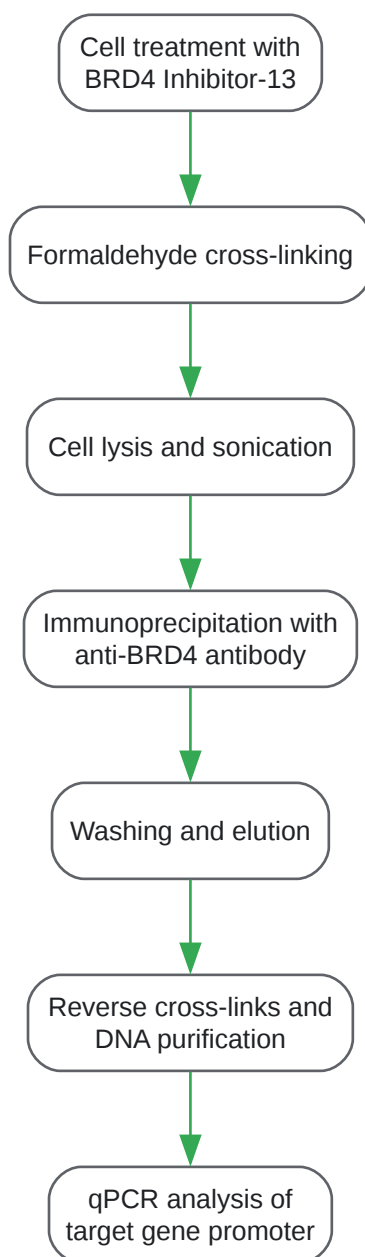 Cell treatment with
BRD4 Inhibitor-13
Formaldehyde cross-linking
Cell lysis and sonication
Immunoprecipitation with
anti-BRD4 antibody
Washing and elution
Reverse cross-links and
DNA purification
qPCR analysis of
target gene promoter